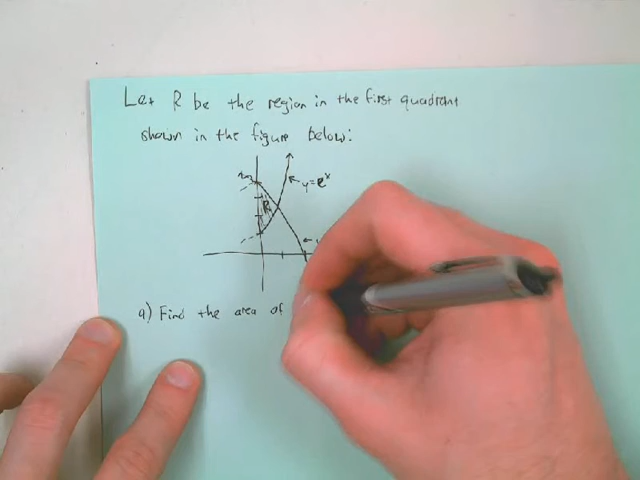 Let R be the region in the first quadrant
shown in the figure below:
y=e^x
R
a) Find the area of